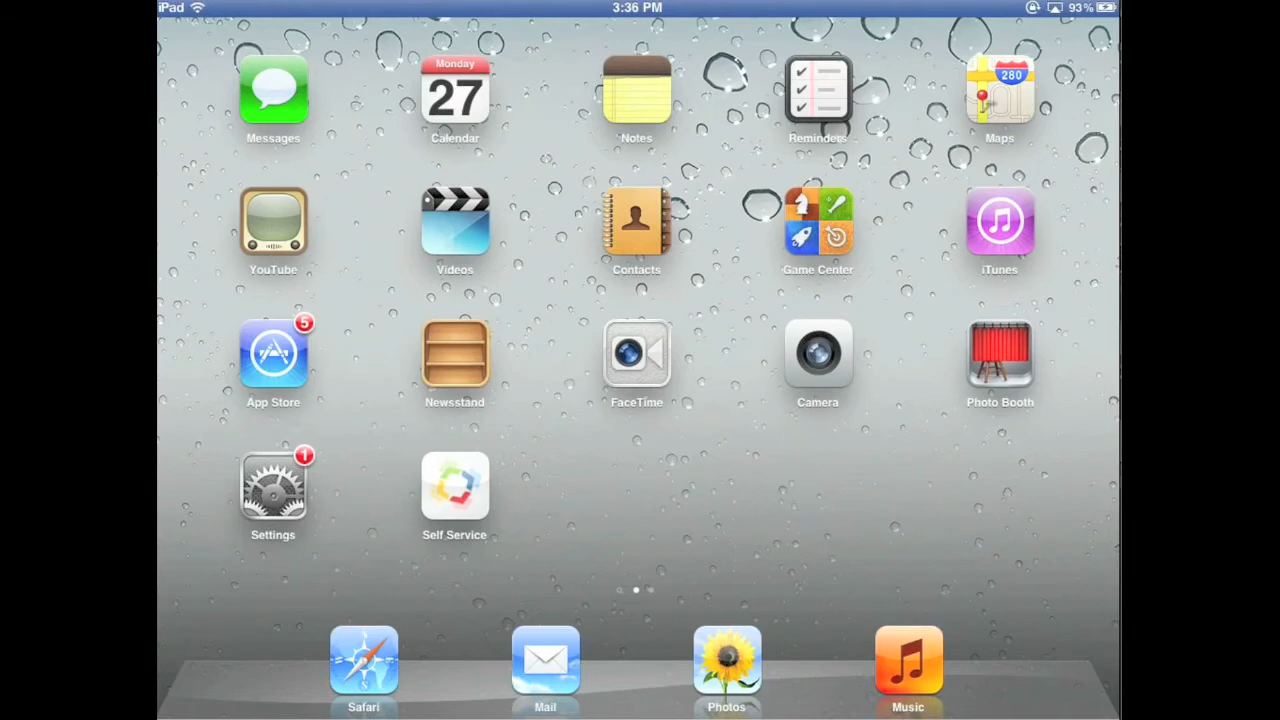 iPad 3:36 PM 93%
Monday
27
280
Messages Calendar Notes Reminders Maps
YouTube Videos Contacts Game Center iTunes
5
App Store Newsstand FaceTime Camera Photo Booth
1
Settings Self Service
Safari Mail Photos Music